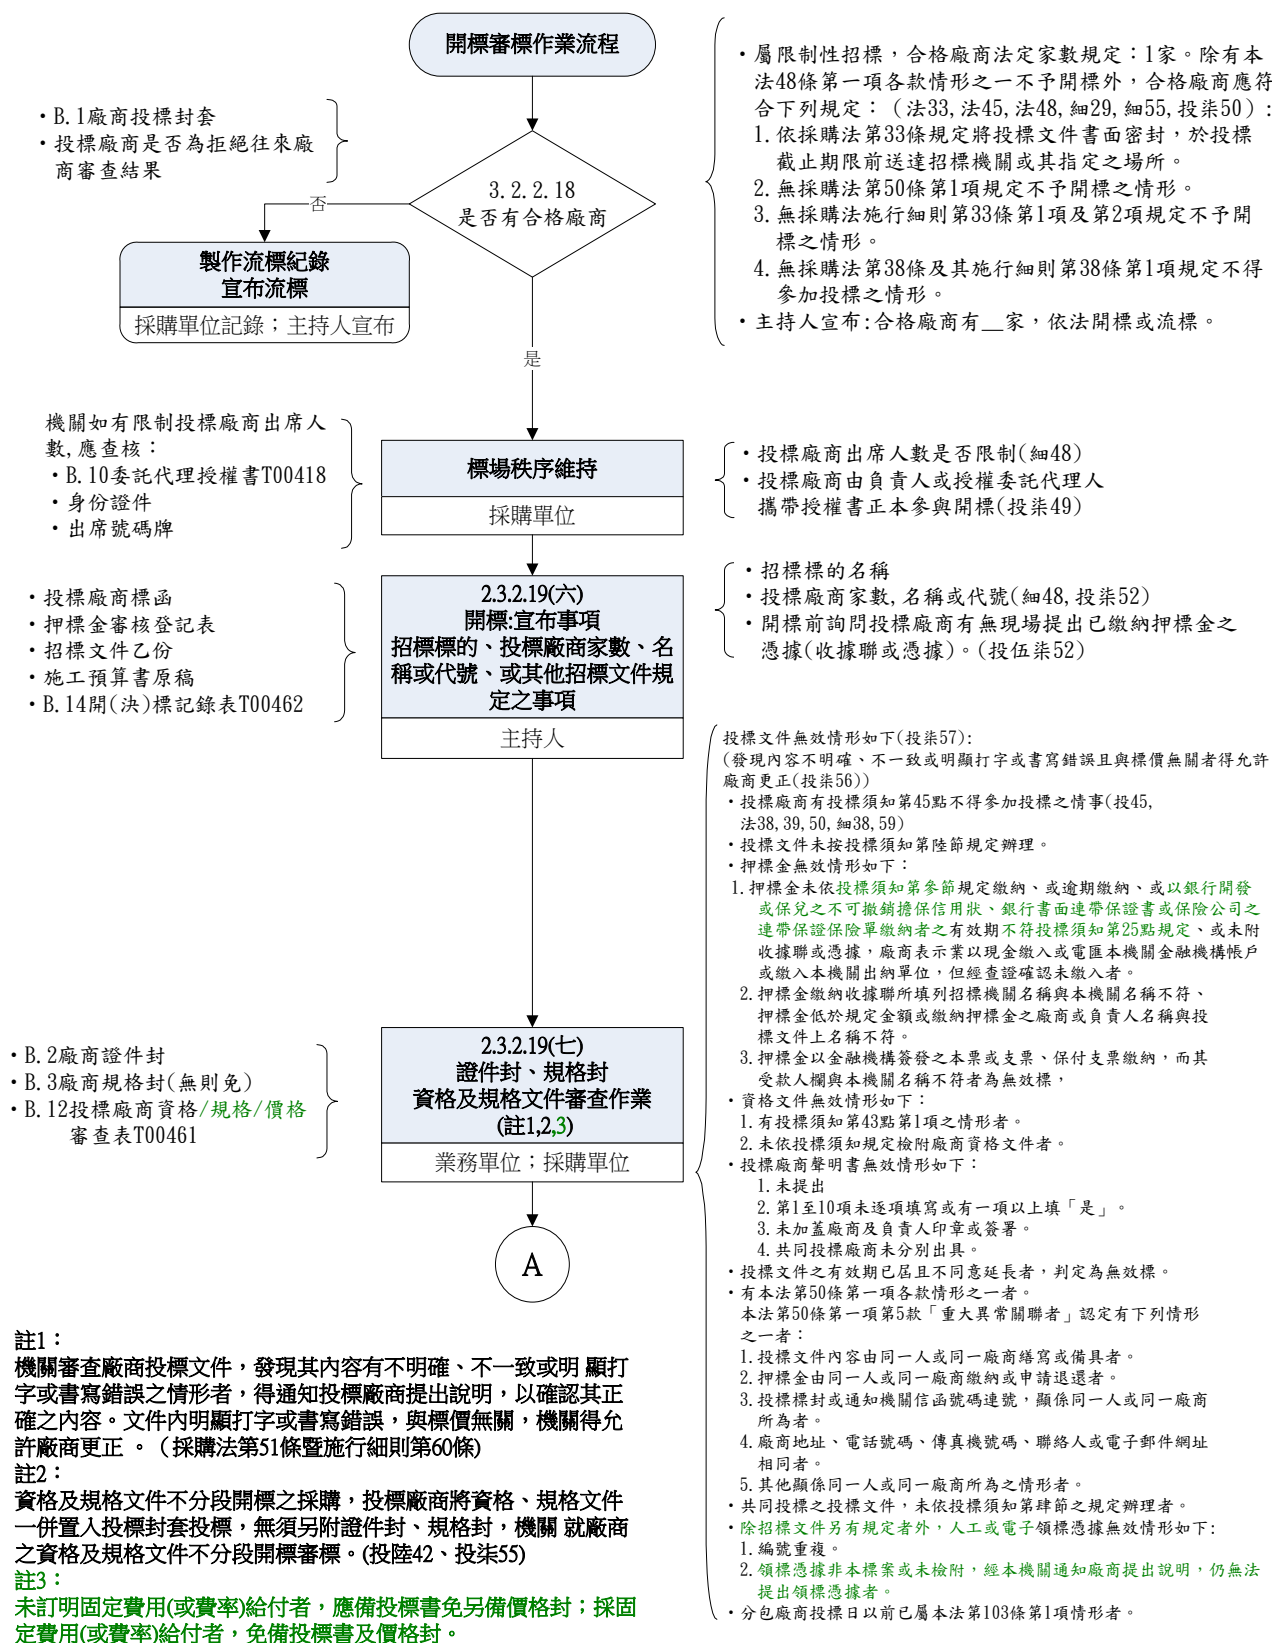 開標審標作業流程
・B.1廠商投標封套
・投標廠商是否為拒絕往來廠
商審查結果
3.2.2.18
是否有合格廠商
否
製作流標紀錄
宣布流標
採購單位記錄；主持人宣布
是
・屬限制性招標，合格廠商法定家數規定：1家。除有本
法48條第一項各款情形之一不予開標外，合格廠商應符
合下列規定：（法33,法45,法48,細29,細55,投柒50）:
1.依採購法第33條規定將投標文件書面密封，於投標
截止期限前送達招標機關或其指定之場所。
2.無採購法第50條第1項規定不予開標之情形。
3.無採購法施行細則第33條第1項及第2項規定不予開
標之情形。
4.無採購法第38條及其施行細則第38條第1項規定不得
參加投標之情形。
・主持人宣布:合格廠商有__家，依法開標或流標。
機關如有限制投標廠商出席人
數,應查核：
・B.10委託代理授權書T00418
・身份證件
・出席號碼牌
標場秩序維持
採購單位
・投標廠商出席人數是否限制(細48)
・投標廠商由負責人或授權委託代理人
攜帶授權書正本參與開標(投柒49)
・投標廠商標函
・押標金審核登記表
・招標文件乙份
・施工預算書原稿
・B.14開(決)標記錄表T00462
2.3.2.19(六)
開標:宣布事項
招標標的、投標廠商家數、名
稱或代號、或其他招標文件規
定之事項
主持人
・招標標的名稱
・投標廠商家數,名稱或代號(細48,投柒52)
・開標前詢問投標廠商有無現場提出已繳納押標金之
憑據(收據聯或憑據)。(投伍柒52)
・B.2廠商證件封
・B.3廠商規格封(無則免)
・B.12投標廠商資格/規格/價格
審查表T00461
2.3.2.19(七)
證件封、規格封
資格及規格文件審查作業
(註1,2,3)
業務單位；採購單位
A
投標文件無效情形如下(投柒57):
(發現內容不明確、不一致或明顯打字或書寫錯誤且與標價無關者得允許
廠商更正(投柒56))
・投標廠商有投標須知第45點不得參加投標之情事(投45,
法38,39,50,細38,59)
・投標文件未按投標須知第陸節規定辦理。
・押標金無效情形如下：
1.押標金未依投標須知第參節規定繳納、或逾期繳納、或以銀行開發
或保兌之不可撤銷擔保信用狀、銀行書面連帶保證書或保險公司之
連帶保證保險單繳納者之有效期不符投標須知第25點規定、或未附
收據聯或憑據，廠商表示業以現金繳入或電匯本機關金融機構帳戶
或繳入本機關出納單位，但經查證確認未繳入者。
2.押標金繳納收據聯所填列招標機關名稱與本機關名稱不符、
押標金低於規定金額或繳納押標金之廠商或負責人名稱與投
標文件上名稱不符。
3.押標金以金融機構簽發之本票或支票、保付支票繳納，而其
受款人欄與本機關名稱不符者為無效標，
・資格文件無效情形如下：
1.有投標須知第43點第1項之情形者。
2.未依投標須知規定檢附廠商資格文件者。
・投標廠商聲明書無效情形如下：
1.未提出
2.第1至10項未逐項填寫或有一項以上填「是」。
3.未加蓋廠商及負責人印章或簽署。
4.共同投標廠商未分別出具。
・投標文件之有效期已屆且不同意延長者，判定為無效標。
・有本法第50條第一項各款情形之一者。
本法第50條第一項第5款「重大異常關聯者」認定有下列情形
之一者：
1.投標文件內容由同一人或同一廠商繕寫或備具者。
2.押標金由同一人或同一廠商繳納或申請退還者。
3.投標標封或通知機關信函號碼連號，顯係同一人或同一廠商
所為者。
4.廠商地址、電話號碼、傳真機號碼、聯絡人或電子郵件網址
相同者。
5.其他顯係同一人或同一廠商所為之情形者。
・共同投標之投標文件，未依投標須知第肆節之規定辦理者。
・除招標文件另有規定者外，人工或電子領標憑據無效情形如下:
1.編號重複。
2.領標憑據非本標案或未檢附，經本機關通知廠商提出說明，仍無法
提出領標憑據者。
・分包廠商投標日以前已屬本法第103條第1項情形者。
註1：
機關審查廠商投標文件，發現其內容有不明確、不一致或明 顯打
字或書寫錯誤之情形者，得通知投標廠商提出說明，以確認其正
確之內容。文件內明顯打字或書寫錯誤，與標價無關，機關得允
許廠商更正 。（採購法第51條暨施行細則第60條)
註2：
資格及規格文件不分段開標之採購，投標廠商將資格、規格文件
一併置入投標封套投標，無須另附證件封、規格封，機關 就廠商
之資格及規格文件不分段開標審標。(投陸42、投柒55)
註3：
未訂明固定費用(或費率)給付者，應備投標書免另備價格封；採固
定費用(或費率)給付者，免備投標書及價格封。